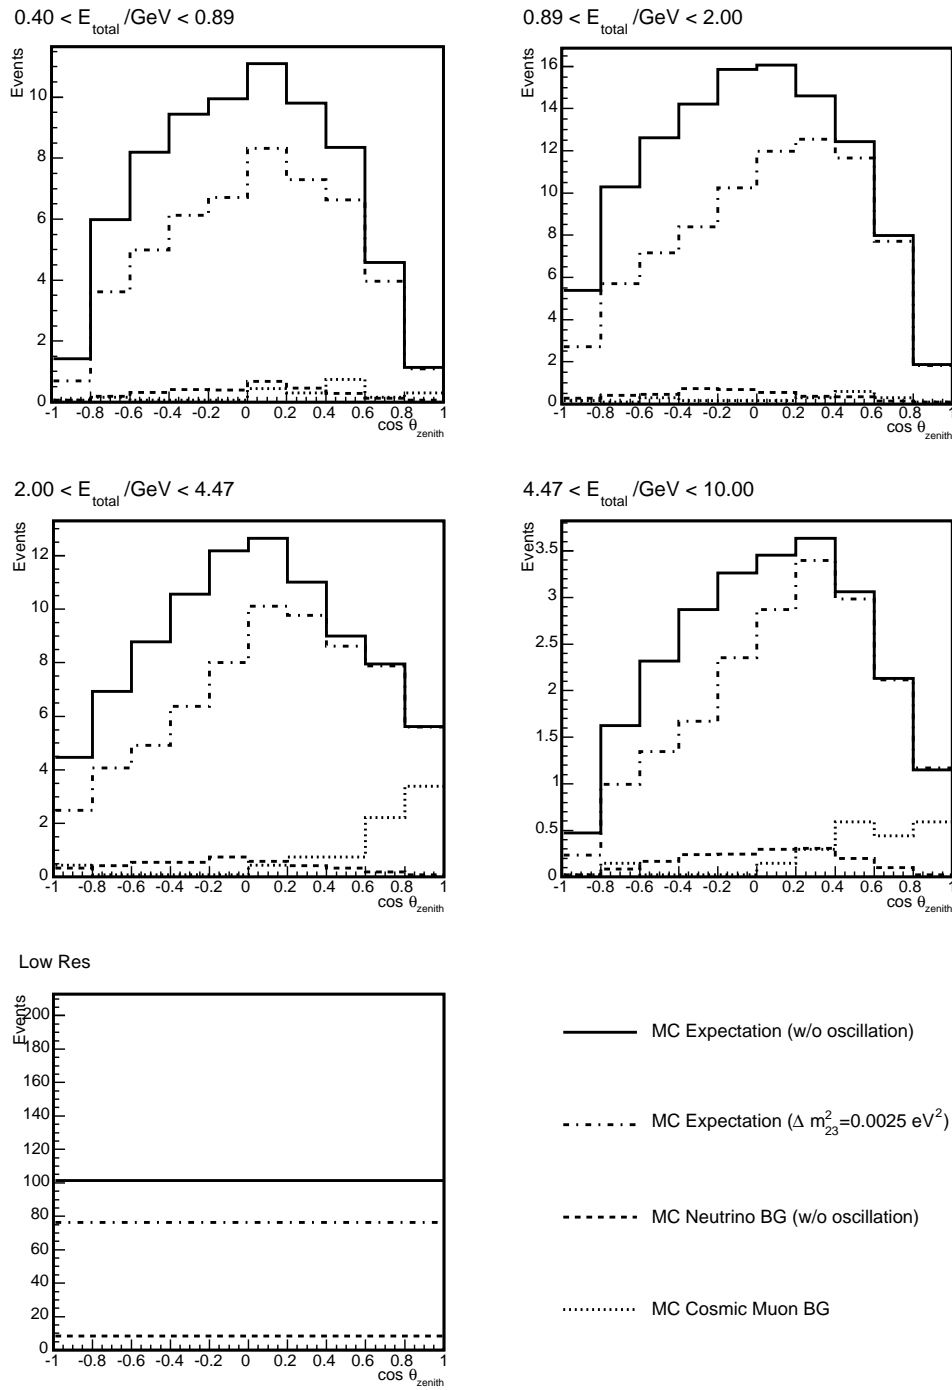 0.40 < E_total /GeV < 0.89
Events
10
8
6
4
2
0
-1 -0.8 -0.6 -0.4 -0.2 0 0.2 0.4 0.6 0.8 1
cos θ_zenith
0.89 < E_total /GeV < 2.00
Events
16
14
12
10
8
6
4
2
0
-1 -0.8 -0.6 -0.4 -0.2 0 0.2 0.4 0.6 0.8 1
cos θ_zenith
2.00 < E_total /GeV < 4.47
Events
12
10
8
6
4
2
0
-1 -0.8 -0.6 -0.4 -0.2 0 0.2 0.4 0.6 0.8 1
cos θ_zenith
4.47 < E_total /GeV < 10.00
Events
3.5
3
2.5
2
1.5
1
0.5
0
-1 -0.8 -0.6 -0.4 -0.2 0 0.2 0.4 0.6 0.8 1
cos θ_zenith
Low Res
Events
200
180
160
140
120
100
80
60
40
20
0
-1 -0.8 -0.6 -0.4 -0.2 0 0.2 0.4 0.6 0.8 1
cos θ_zenith
MC Expectation (w/o oscillation)
MC Expectation (Δ m²₂₃=0.0025 eV²)
MC Neutrino BG (w/o oscillation)
MC Cosmic Muon BG